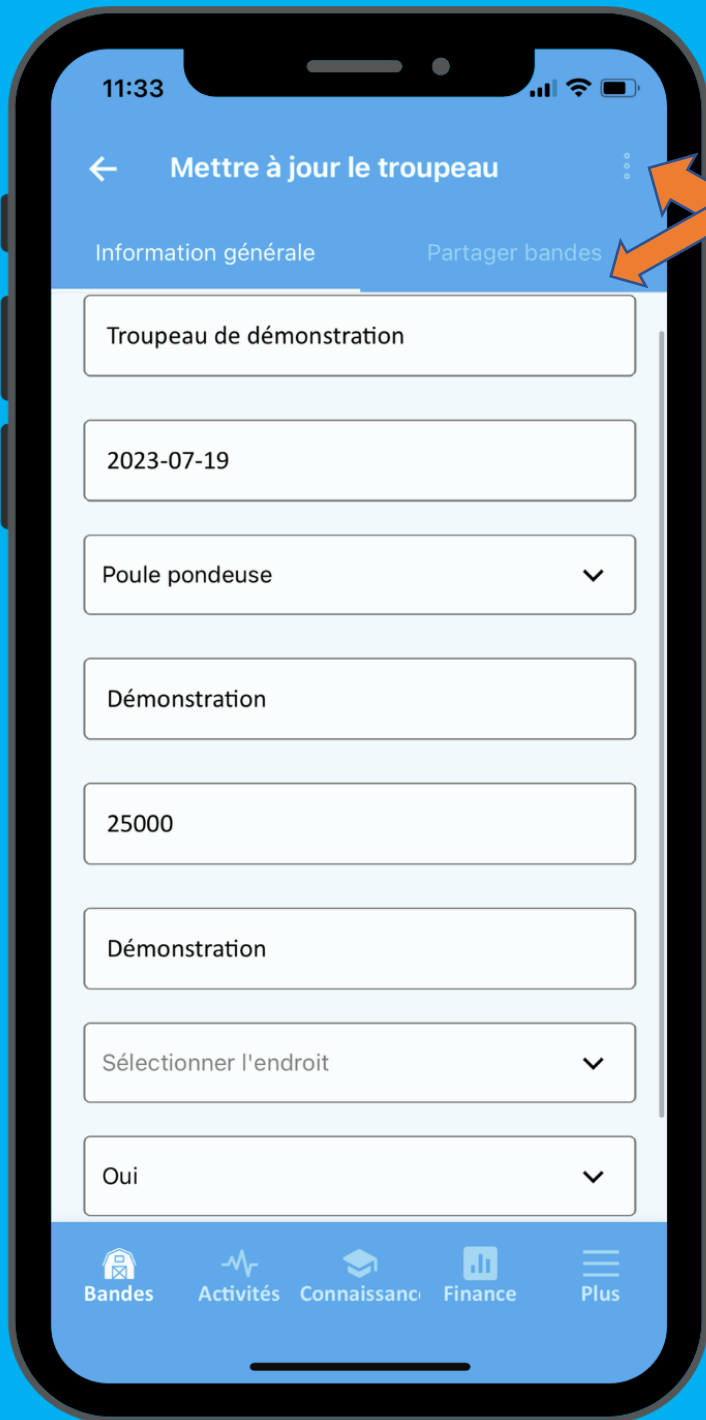 11:33
Mettre à jour le troupeau
Information générale
Partager bandes
Troupeau de démonstration
2023-07-19
Poule pondeuse
Démonstration
25000
Démonstration
Sélectionner l'endroit
Oui
Bandes Activités Connaissanc Finance Plus